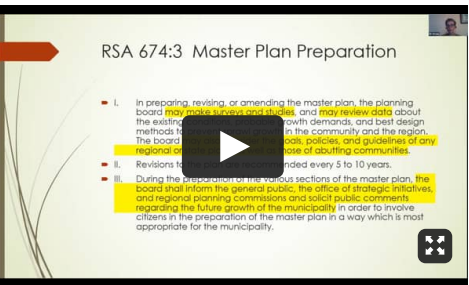 RSA 674:3 Master Plan Preparation
I. In preparing, revising, or amending the master plan, the planning
board may make surveys and studies, and may review data about
the existing growth demands, and best design
methods to growth in the community and the region.
The board goals, policies, and guidelines of any
regional or those of abutting communities.
II. Revisions to recommended every 5 to 10 years.
III. During the preparation of the various sections of the master plan, the
board shall inform the general public, the office of strategic initiatives,
and regional planning commissions and solicit public comments
regarding the future growth of the municipality in order to involve
citizens in the preparation of the master plan in a way which is most
appropriate for the municipality.